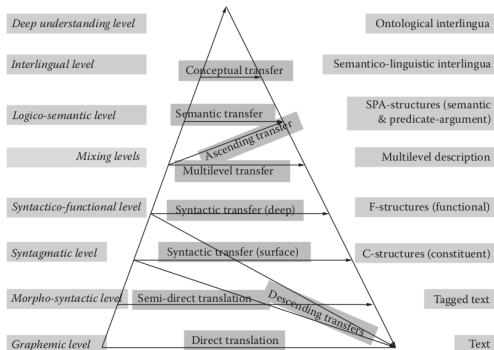 Deep understanding level
Ontological interlingua
Interlingual level
Conceptual transfer
Semantico-linguistic interlingua
Logico-semantic level
Semantic transfer
SPA-structures (semantic
& predicate-argument)
Ascending transfer
Mixing levels
Multilevel transfer
Multilevel description
Syntactico-functional level
Syntactic transfer (deep)
F-structures (functional)
Syntagmatic level
Syntactic transfer (surface)
C-structures (constituent)
Morpho-syntactic level
Semi-direct translation
Descending transfers
Tagged text
Graphemic level
Direct translation
Text